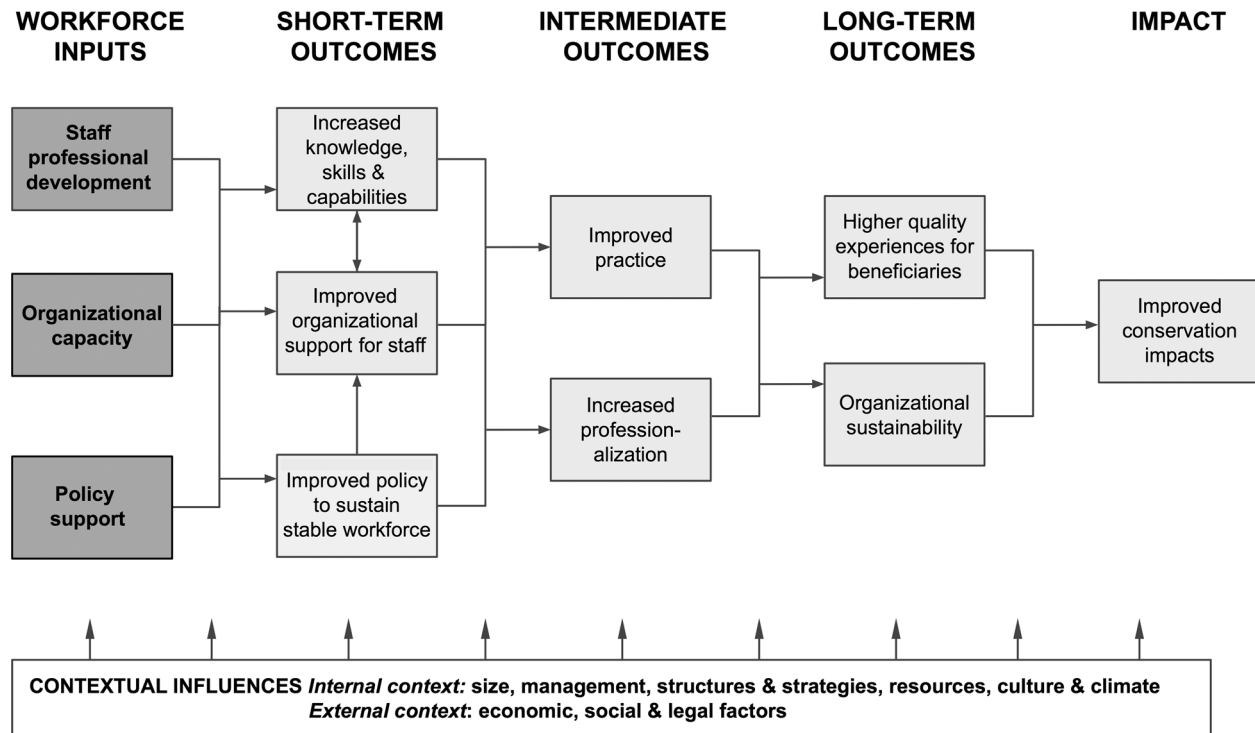 WORKFORCE
INPUTS
SHORT-TERM
OUTCOMES
INTERMEDIATE
OUTCOMES
LONG-TERM
OUTCOMES
IMPACT
Staff
professional
development
Organizational
capacity
Policy
support
Increased
knowledge,
skills &
capabilities
Improved
organizational
support for staff
Improved policy
to sustain
stable workforce
Improved
practice
Increased
profession-
alization
Higher quality
experiences for
beneficiaries
Organizational
sustainability
Improved
conservation
impacts
CONTEXTUAL INFLUENCES Internal context: size, management, structures & strategies, resources, culture & climate
External context: economic, social & legal factors